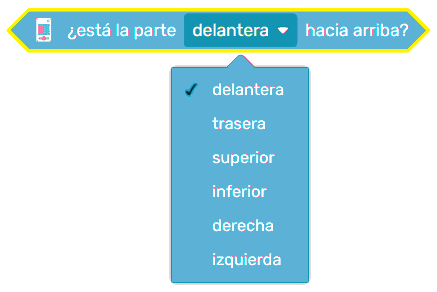 ¿está la parte delantera hacia arriba?
delantera
trasera
superior
inferior
derecha
izquierda